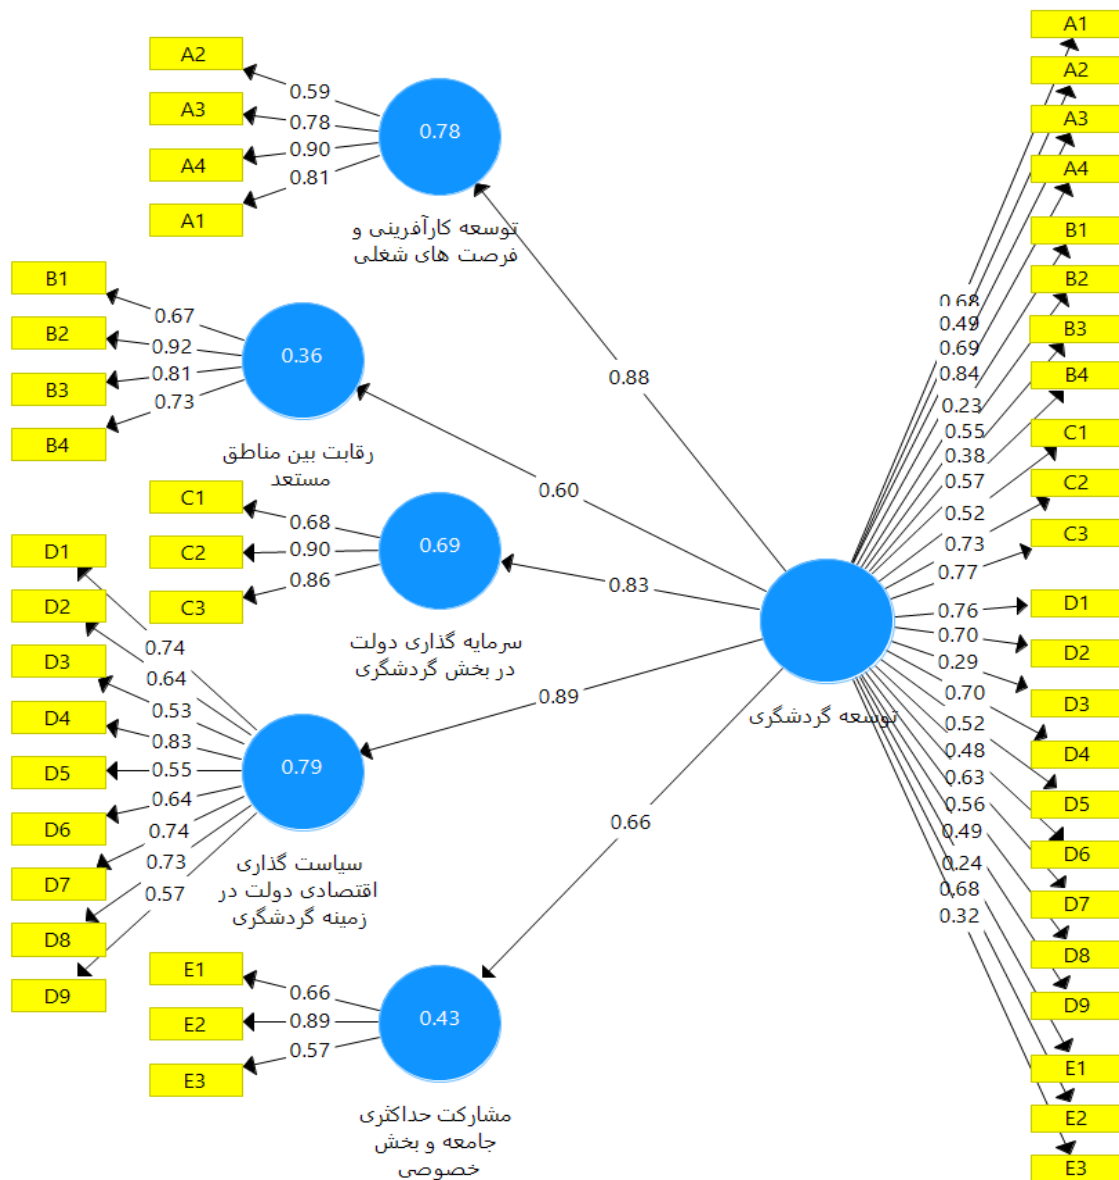 A2
A3
A4
A1
0.59
0.78
0.90
0.81
0.78
توسعه کارآفرینی و
فرصت های شغلی
B1
B2
B3
B4
0.67
0.92
0.81
0.73
0.36
رقابت بین مناطق
مستعد
C1
C2
C3
0.68
0.90
0.86
0.69
سرمایه گذاری دولت
در بخش گردشگری
D1
D2
D3
D4
D5
D6
D7
D8
D9
0.74
0.64
0.53
0.83
0.55
0.64
0.74
0.73
0.57
0.79
سیاست گذاری
اقتصادی دولت در
زمینه گردشگری
E1
E2
E3
0.66
0.89
0.57
0.43
مشارکت حداکثری
جامعه و بخش
خصوصی
0.88
0.60
0.83
0.89
0.66
توسعه گردشگری
0.68
0.49
0.69
0.84
0.23
0.55
0.38
0.57
0.52
0.73
0.77
0.76
0.70
0.29
0.70
0.52
0.48
0.63
0.56
0.49
0.24
0.68
0.32
A1
A2
A3
A4
B1
B2
B3
B4
C1
C2
C3
D1
D2
D3
D4
D5
D6
D7
D8
D9
E1
E2
E3